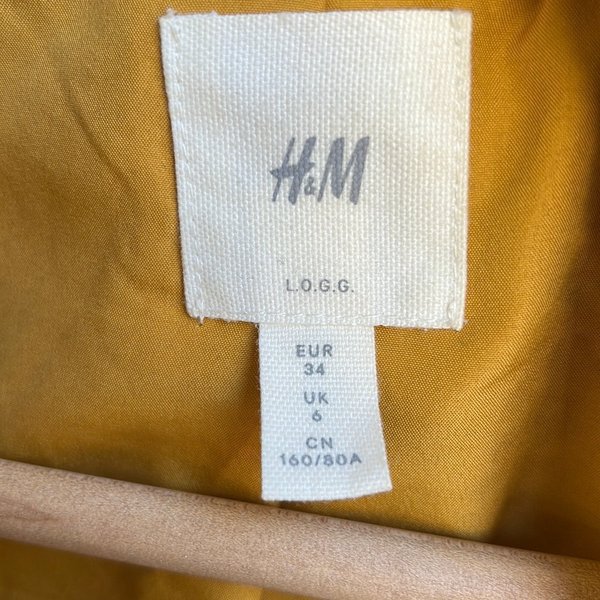 H&M
L.O.G.G.
EUR
34
UK
6
CN
160/80A